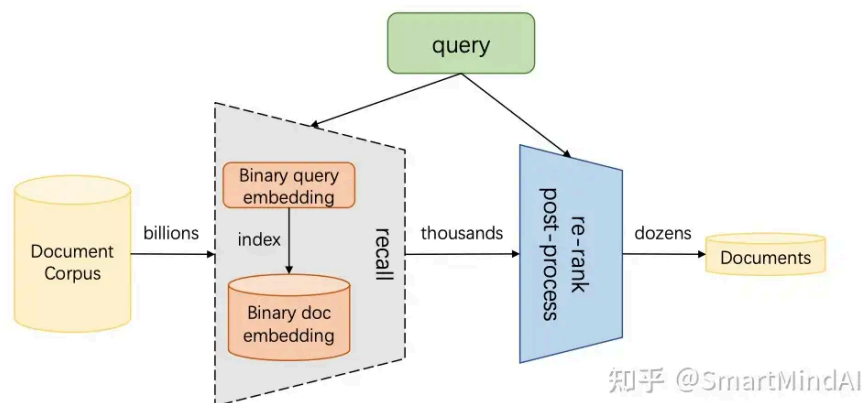 query
Document
Corpus
billions
Binary query
embedding
index
Binary doc
embedding
recall
thousands
re-rank
post-process
dozens
Documents
知乎 @SmartMindAI